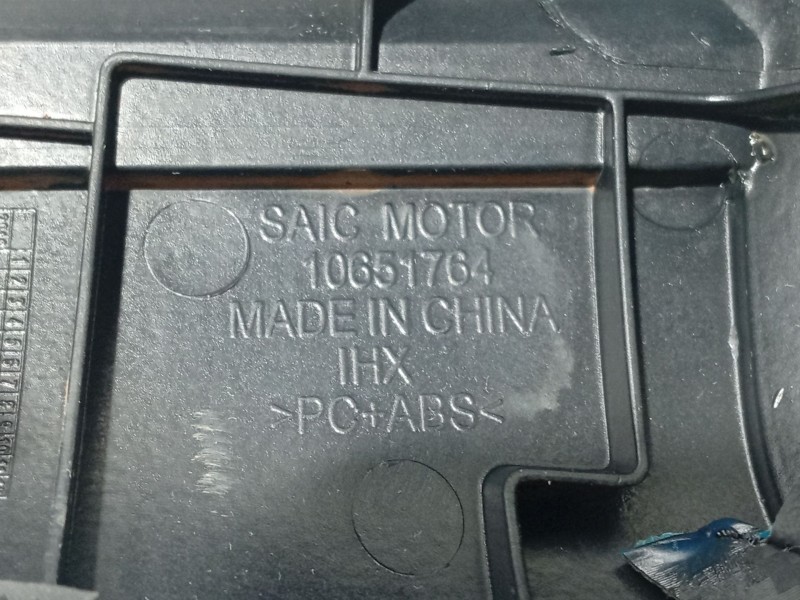 SAIC MOTOR
10651764
MADE IN CHINA
IHX
>PC+ABS<